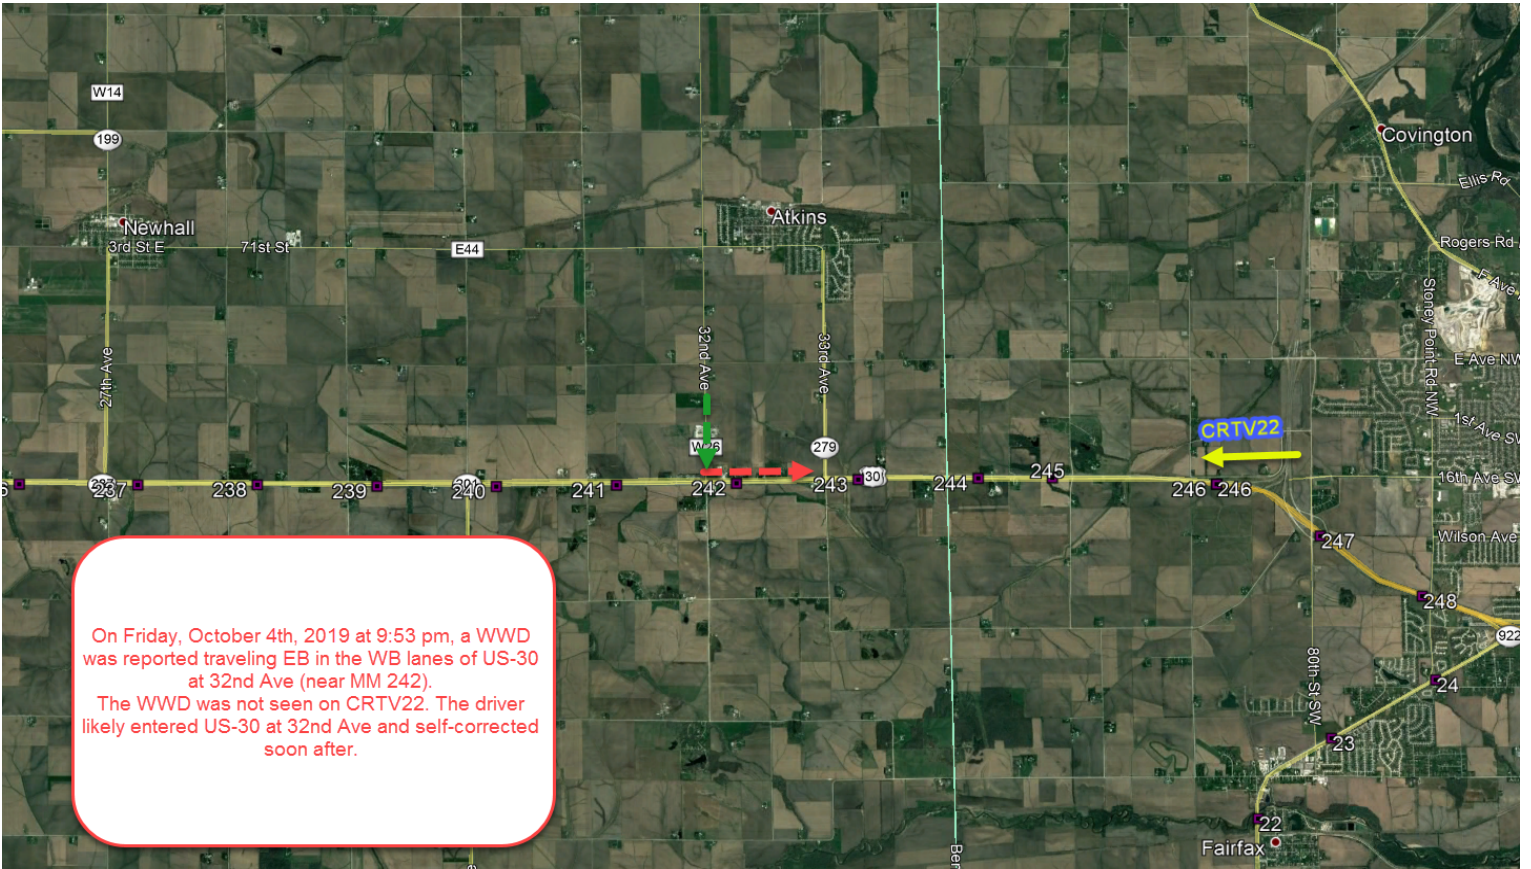 W14
199
Covington
Ellis Rd
Newhall
Atkins
3rd St E
71st St
E44
Rogers Rd
F Ave
Stoney Point Rd NW
27th Ave
32nd Ave
33rd Ave
E Ave NW
1st Ave SW
CRTV22
279
30
237
238
239
240
241
242
243
244
245
246
246
16th Ave SW
247
Wilson Ave
248
922
On Friday, October 4th, 2019 at 9:53 pm, a WWD
was reported traveling EB in the WB lanes of US-30
at 32nd Ave (near MM 242).
The WWD was not seen on CRTV22. The driver
likely entered US-30 at 32nd Ave and self-corrected
soon after.
80th St SW
24
23
22
Fairfax
Ber